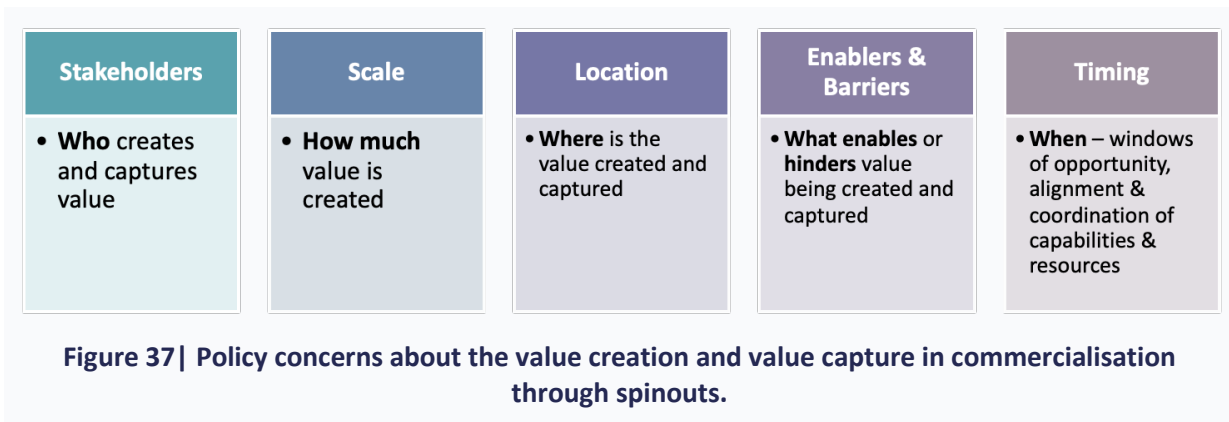 Stakeholders
• Who creates
and captures
value
Scale
• How much
value is
created
Location
• Where is the
value created and
captured
Enablers &
Barriers
• What enables or
hinders value
being created and
captured
Timing
• When – windows
of opportunity,
alignment &
coordination of
capabilities &
resources
Figure 37| Policy concerns about the value creation and value capture in commercialisation
through spinouts.